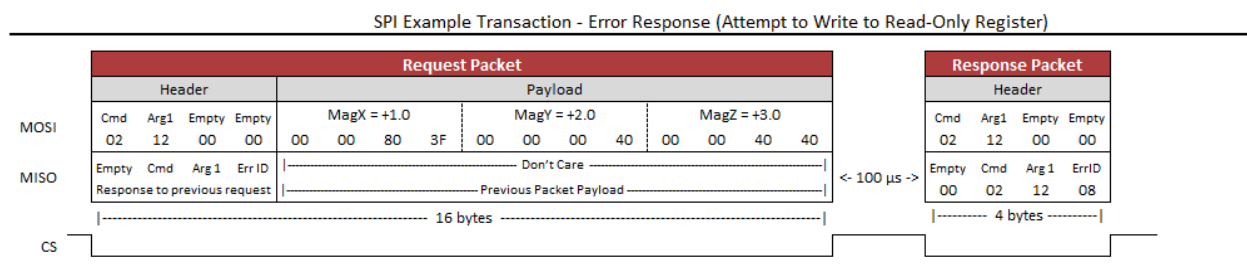 SPI Example Transaction - Error Response (Attempt to Write to Read-Only Register)
Request Packet Response Packet
Header Payload Header
MOSI Cmd Arg1 Empty Empty MagX = +1.0 MagY = +2.0 MagZ = +3.0 Cmd Arg1 Empty Empty
02 12 00 00 00 00 80 3F 00 00 00 40 00 00 40 40 02 12 00 00
MISO Empty Cmd Arg 1 Err ID Don't Care <- 100 µs -> Empty Cmd Arg 1 ErrID
Response to previous request Previous Packet Payload 00 02 12 08
16 bytes 4 bytes
CS